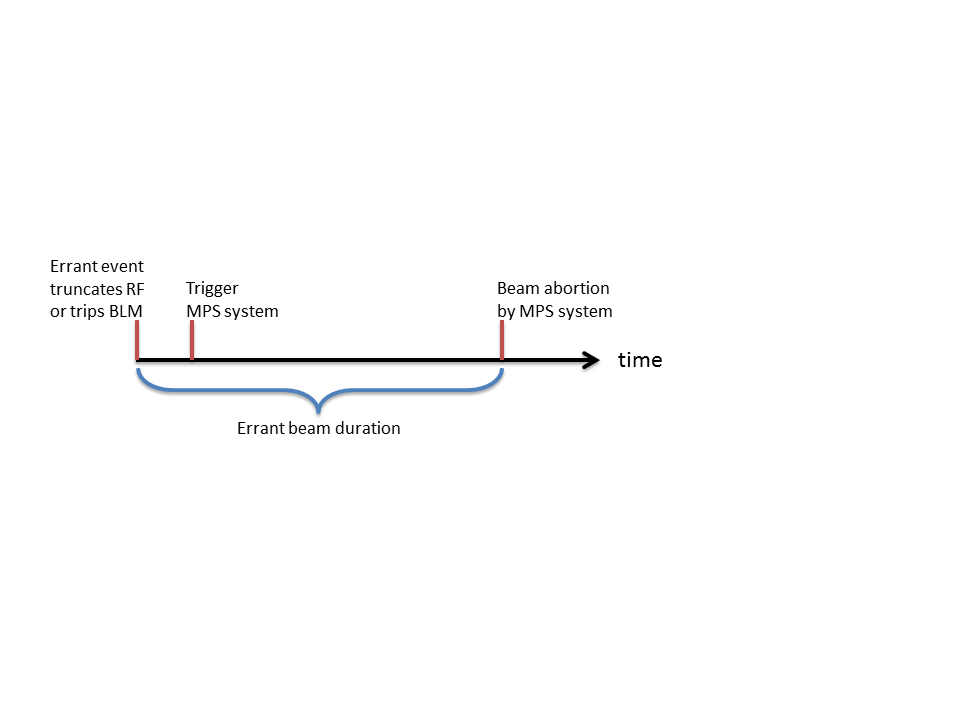 Errant event
truncates RF
or trips BLM
Trigger
MPS system
Beam abortion
by MPS system
time
Errant beam duration